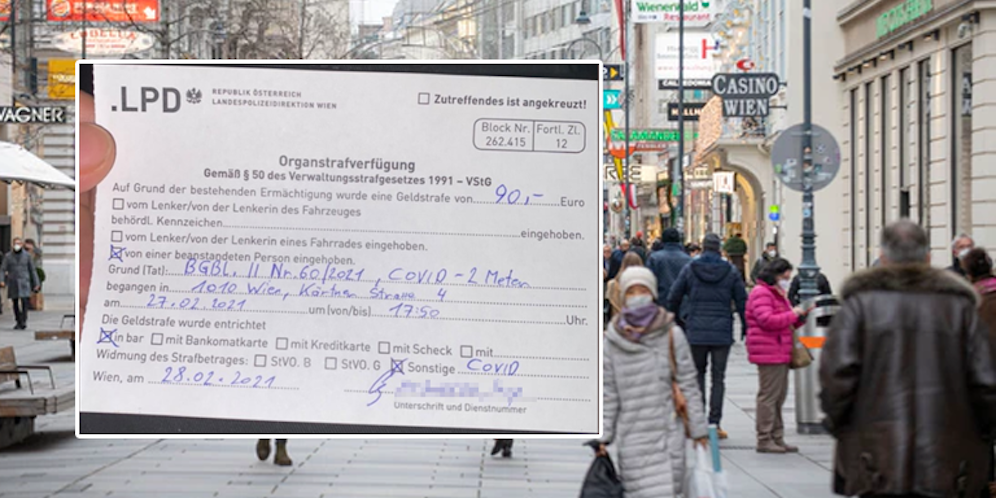 WAGNER
Wienerwald
Restaurant
CASINO
WIEN
APOTHEKE
.LPD
REPUBLIK ÖSTERREICH
LANDESPOLIZEIDIREKTION WIEN
☐ Zutreffendes ist angekreuzt!
Block Nr. Fortl. Zl.
262.415 12
Organstrafverfügung
Gemäß § 50 des Verwaltungsstrafgesetzes 1991 – VStG
Auf Grund der bestehenden Ermächtigung wurde eine Geldstrafe von 90,- Euro
☐ vom Lenker/von der Lenkerin des Fahrzeuges
behördl. Kennzeichen eingehoben.
☐ vom Lenker/von der Lenkerin eines Fahrrades eingehoben.
☒ von einer beanstandeten Person eingehoben.
Grund (Tat): BGBL. II Nr. 60/2021, COVID - 2 Metern
begangen in 1010 Wien, Kärtner Strasse 4
am 27.02.2021 um (von/bis) 17:50 Uhr.
Die Geldstrafe wurde entrichtet
☒ in bar ☐ mit Bankomatkarte ☐ mit Kreditkarte ☐ mit Scheck ☐ mit
Widmung des Strafbetrages: ☐ StVO. B ☐ StVO. G ☒ Sonstige COVID
Wien, am 28.02.2021
Unterschrift und Dienstnummer